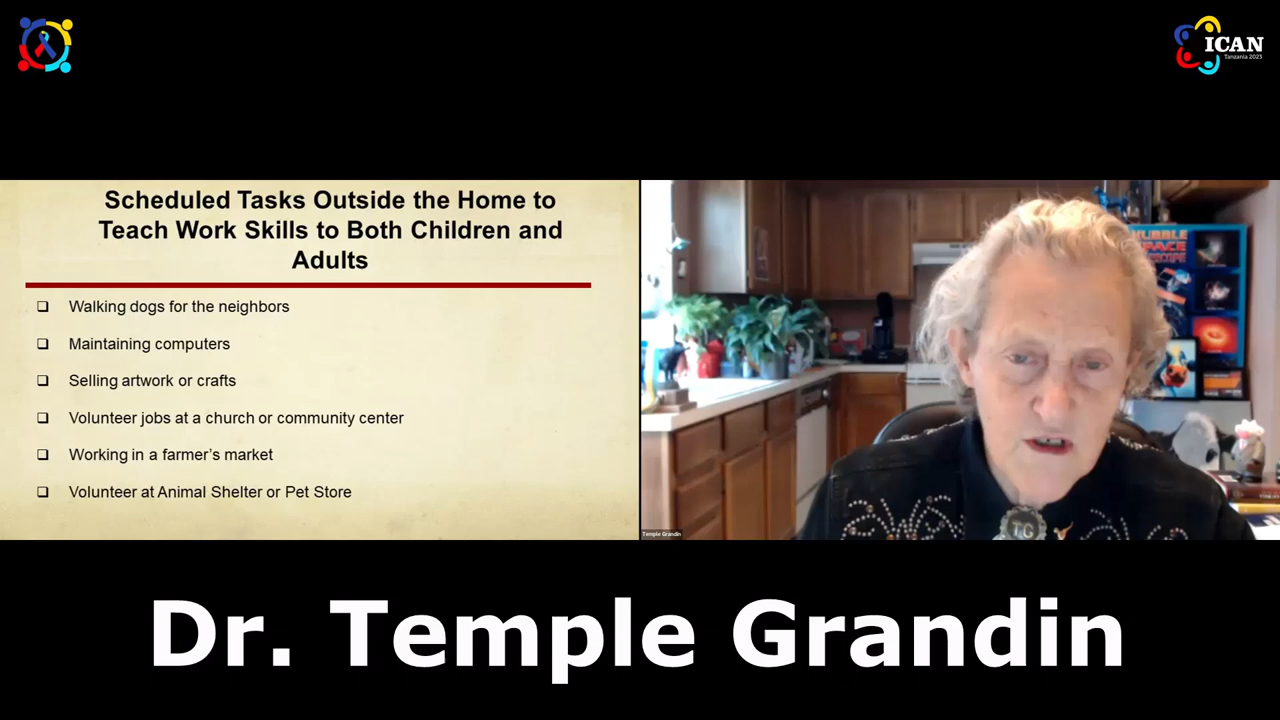 ICAN
Tanzania 2023
Scheduled Tasks Outside the Home to
Teach Work Skills to Both Children and
Adults
Walking dogs for the neighbors
Maintaining computers
Selling artwork or crafts
Volunteer jobs at a church or community center
Working in a farmer’s market
Volunteer at Animal Shelter or Pet Store
HUBBLE
SPACE
TG
Temple Grandin
Dr. Temple Grandin